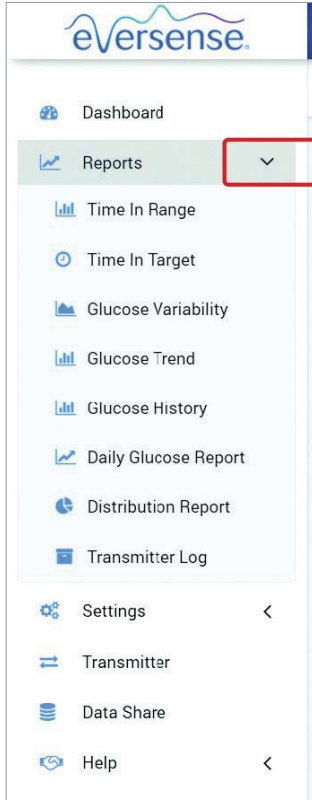 eversense.
Dashboard
Reports
Time In Range
Time In Target
Glucose Variability
Glucose Trend
Glucose History
Daily Glucose Report
Distribution Report
Transmitter Log
Settings
Transmitter
Data Share
Help